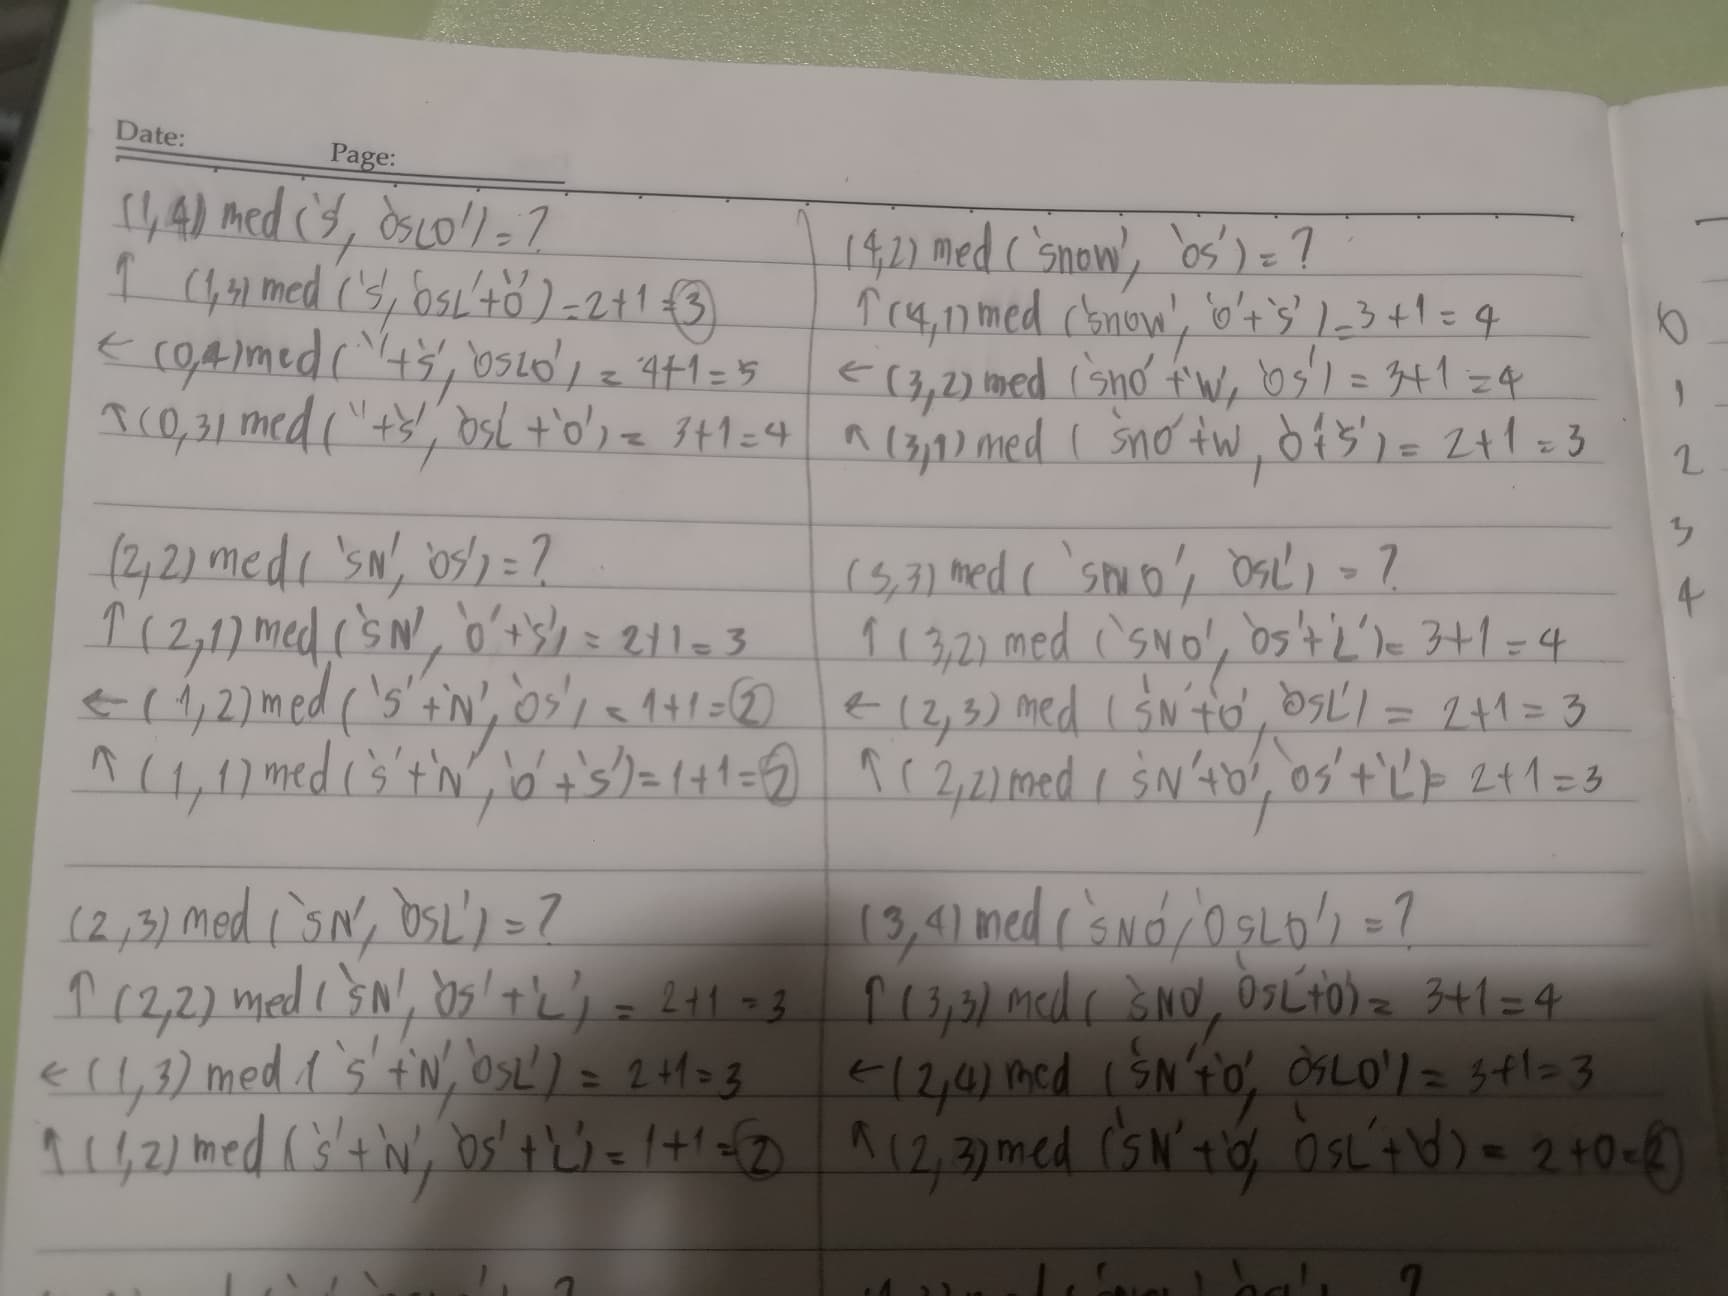 Date:
Page:
(1,4) med('s', 'OSLO') = ?
↑ (1,3) med('s', 'OSL'+'O') = 2+1 = 3
← (0,4) med(''+'s', 'OSLO') = 4+1 = 5
↖ (0,3) med(''+'s', 'OSL+'O') = 3+1 = 4
(2,2) med('SN', 'OS') = ?
↑ (2,1) med('SN', 'O'+'S') = 2+1 = 3
← (1,2) med('S'+'N', 'OS') = 1+1 = 2
↖ (1,1) med('S'+'N', 'O'+'S') = 1+1 = 2
(2,3) med('SN', 'OSL') = ?
↑ (2,2) med('SN', 'OS'+'L') = 2+1 = 3
← (1,3) med('S'+'N', 'OSL') = 2+1 = 3
↖ (1,2) med('S'+'N', 'OS'+'L') = 1+1 = 2
(4,2) med('snow', 'OS') = ?
↑ (4,1) med('snow', 'O'+'S') = 3+1 = 4
← (3,2) med('sno'+'w', 'OS') = 3+1 = 4
↖ (3,1) med('sno'+w, 'O'+'S') = 2+1 = 3
(3,3) med('SNO', 'OSL') = ?
↑ (3,2) med('SNO', 'OS'+'L') = 3+1 = 4
← (2,3) med('SN'+'O', 'OSL') = 2+1 = 3
↖ (2,2) med('SN'+'O', 'OS'+'L') = 2+1 = 3
(3,4) med('SNO', 'OSLO') = ?
↑ (3,3) med('SNO', 'OSL'+O') = 3+1 = 4
← (2,4) med('SN'+'O', 'OSLO') = 3+1 = 3
↖ (2,3) med('SN'+'O', 'OSL'+'O') = 2+0 = 2
0
1
2
3
4